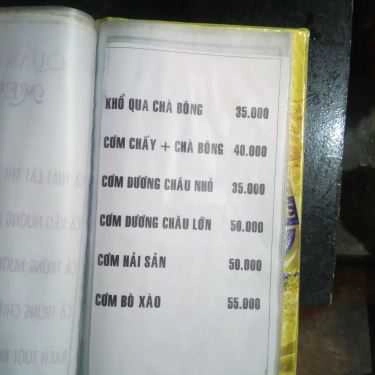 KHỔ QUA CHÀ BÔNG 35.000
CƠM CHÁY + CHÀ BÔNG 40.000
CƠM DƯƠNG CHÂU NHỎ 35.000
CƠM DƯƠNG CHÂU LỚN 50.000
CƠM HẢI SẢN 50.000
CƠM BÒ XÀO 55.000